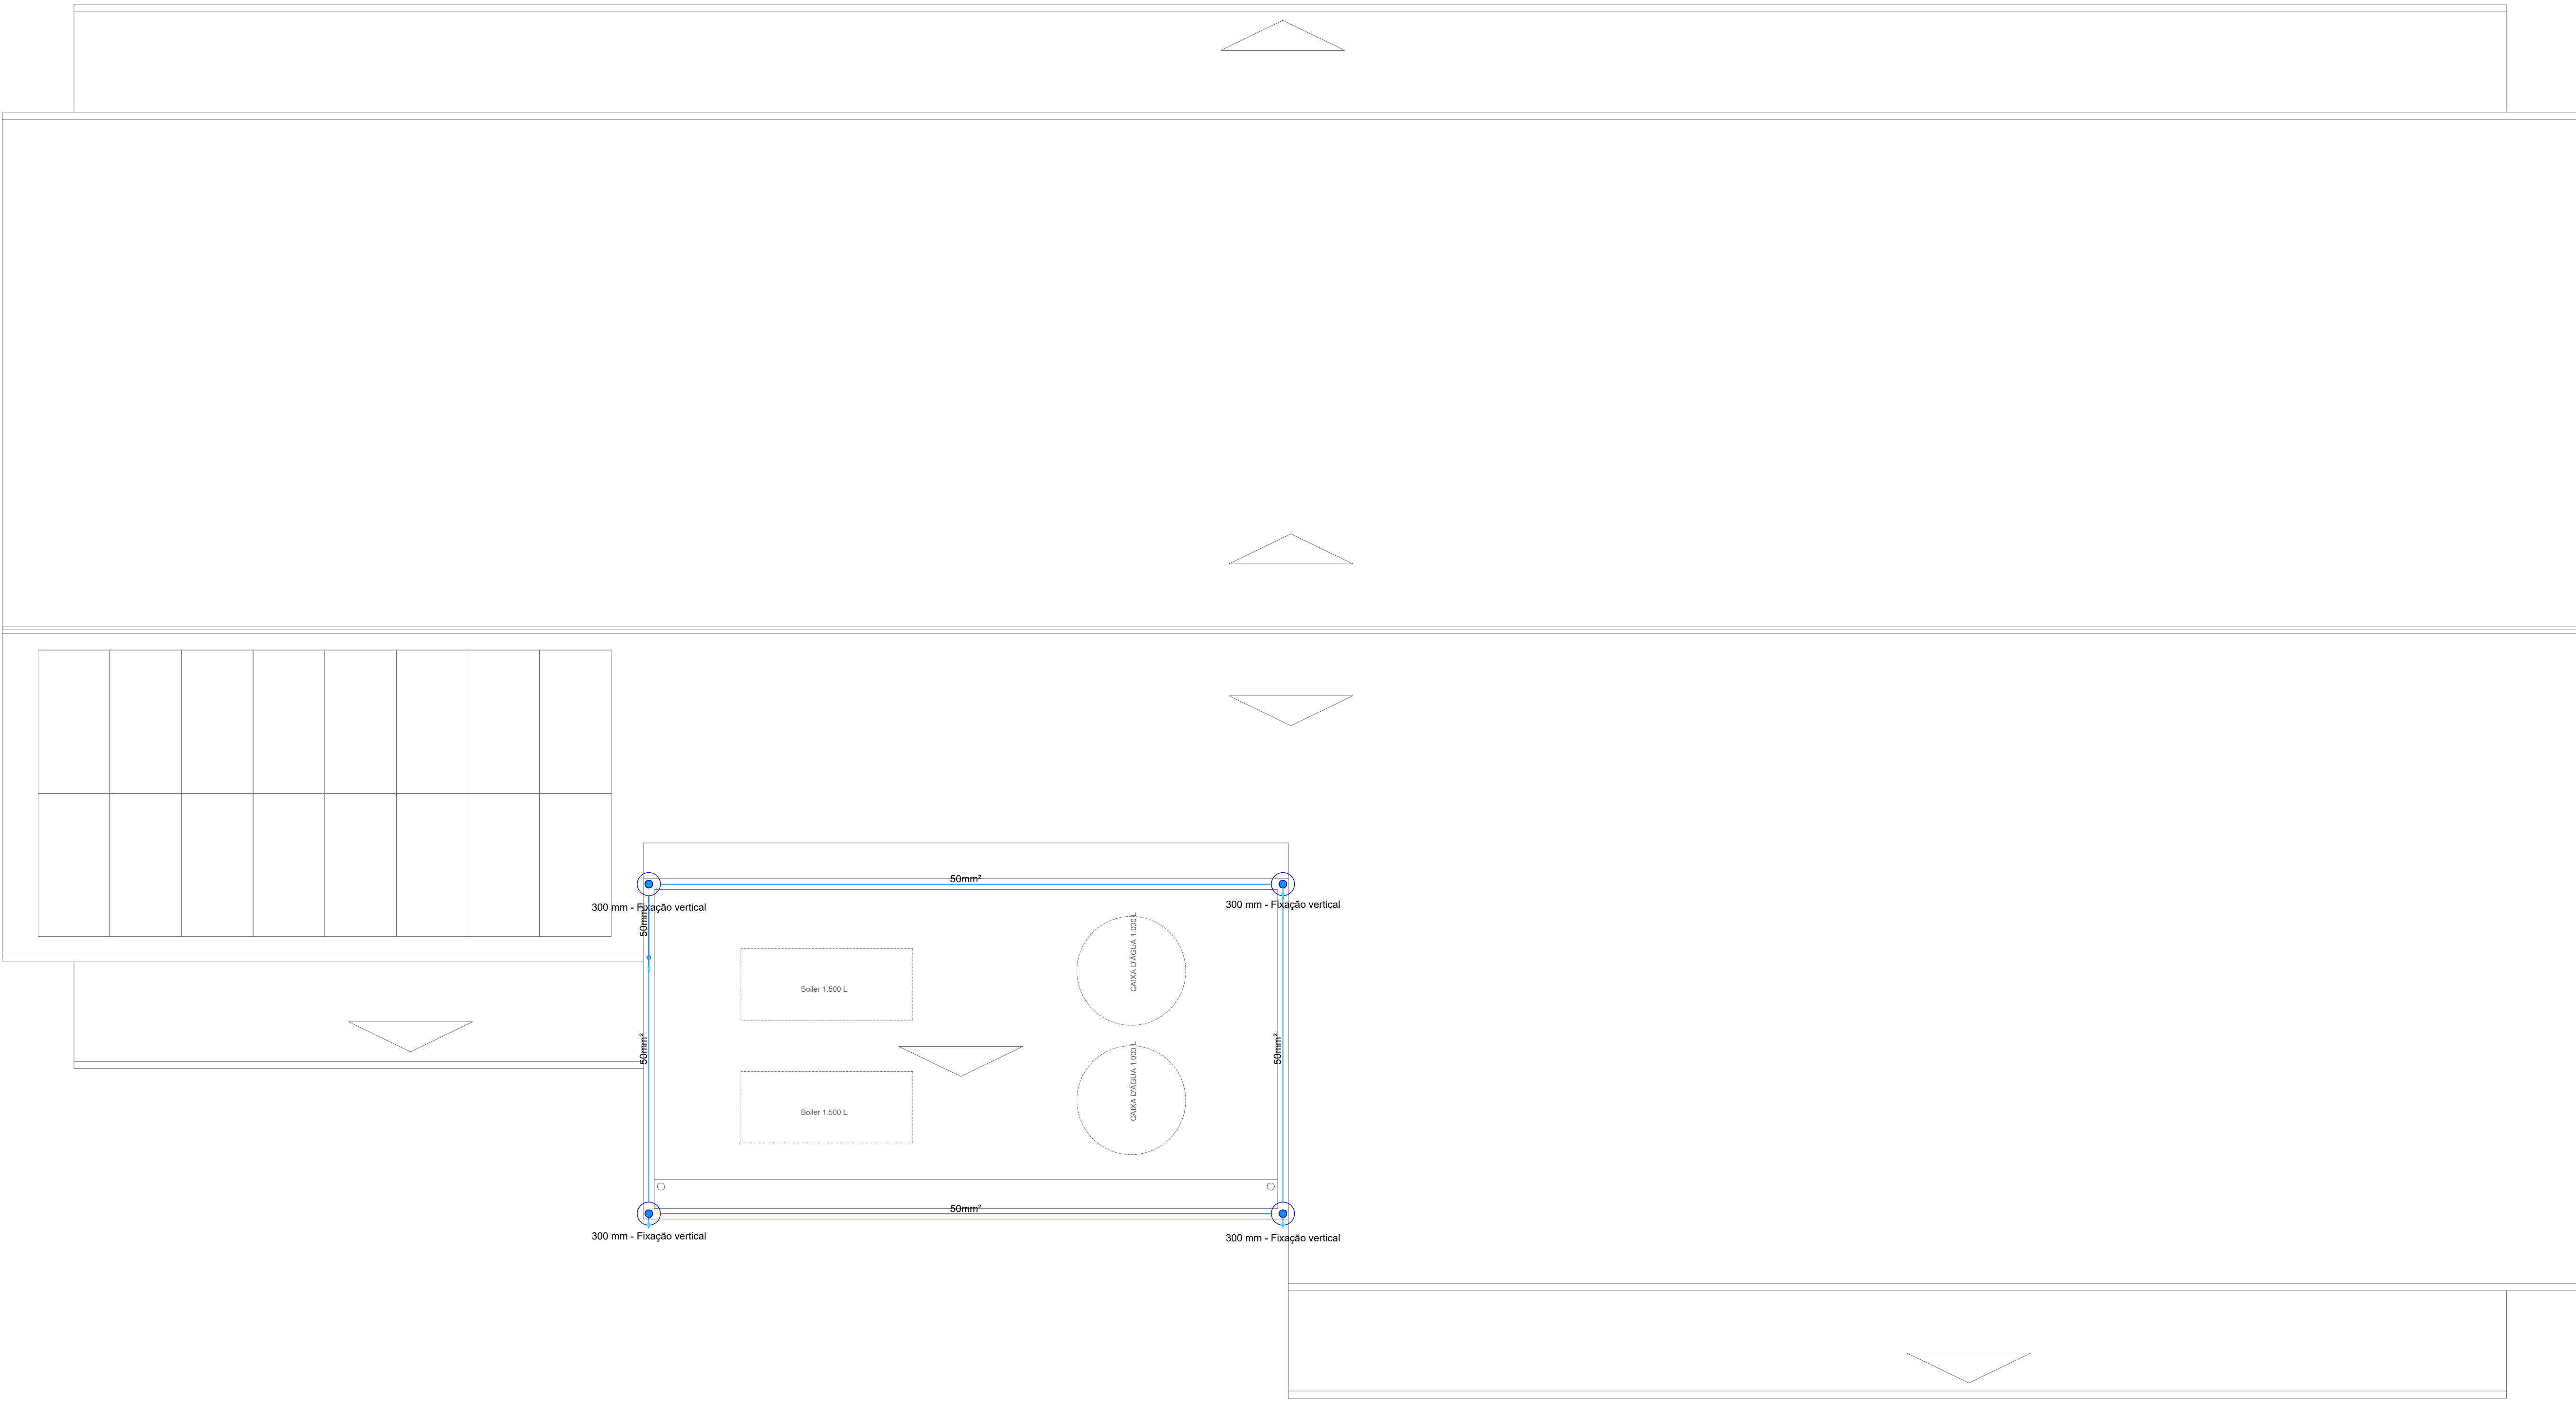 50mm²
300 mm - Fixação vertical
300 mm - Fixação vertical
50mm²
CAIXA D'ÁGUA 1.000 L
Boiler 1.500 L
50mm²
50mm²
CAIXA D'ÁGUA 1.000 L
Boiler 1.500 L
50mm²
300 mm - Fixação vertical
300 mm - Fixação vertical